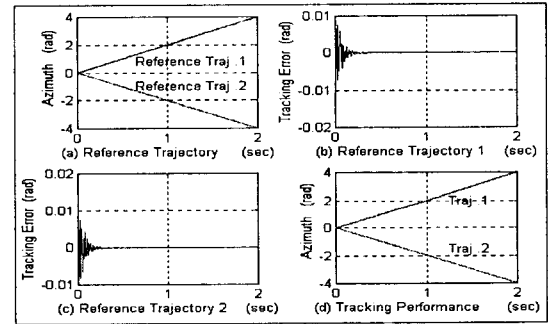 4
2
0
-2
-4
Azimuth (rad)
Reference Traj. 1
Reference Traj. 2
0 1 2
(a) Reference Trajectory (sec)
0.01
0
-0.01
-0.02
Tracking Error (rad)
0 1 2
(b) Reference Trajectory 1 (sec)
0.02
0.01
0
-0.01
Tracking Error (rad)
0 1 2
(c) Reference Trajectory 2 (sec)
4
2
0
-2
-4
Azimuth (rad)
Traj. 1
Traj. 2
0 1 2
(d) Tracking Performance (sec)